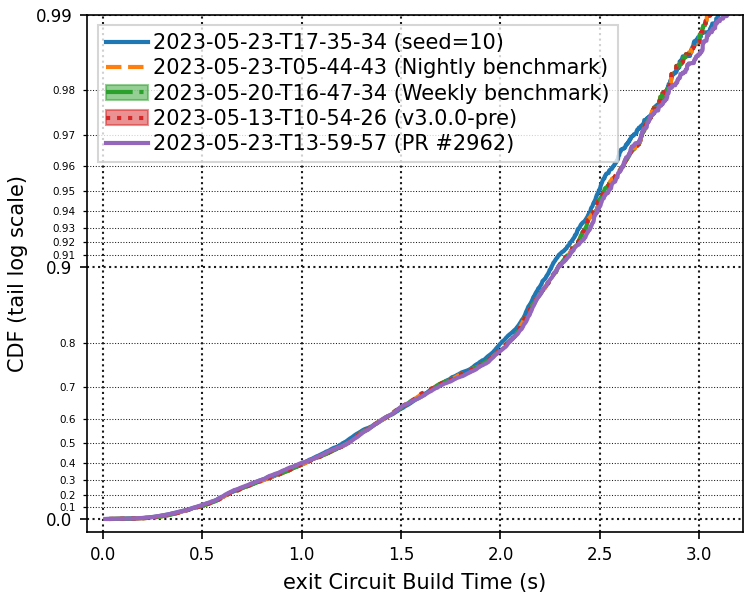 0.99
2023-05-23-T17-35-34 (seed=10)
2023-05-23-T05-44-43 (Nightly benchmark)
2023-05-20-T16-47-34 (Weekly benchmark)
2023-05-13-T10-54-26 (v3.0.0-pre)
2023-05-23-T13-59-57 (PR #2962)
0.98
0.97
0.96
0.95
0.94
0.93
0.92
0.91
0.9
0.8
0.7
0.6
0.5
0.4
0.3
0.2
0.1
0.0
CDF (tail log scale)
0.0 0.5 1.0 1.5 2.0 2.5 3.0
exit Circuit Build Time (s)